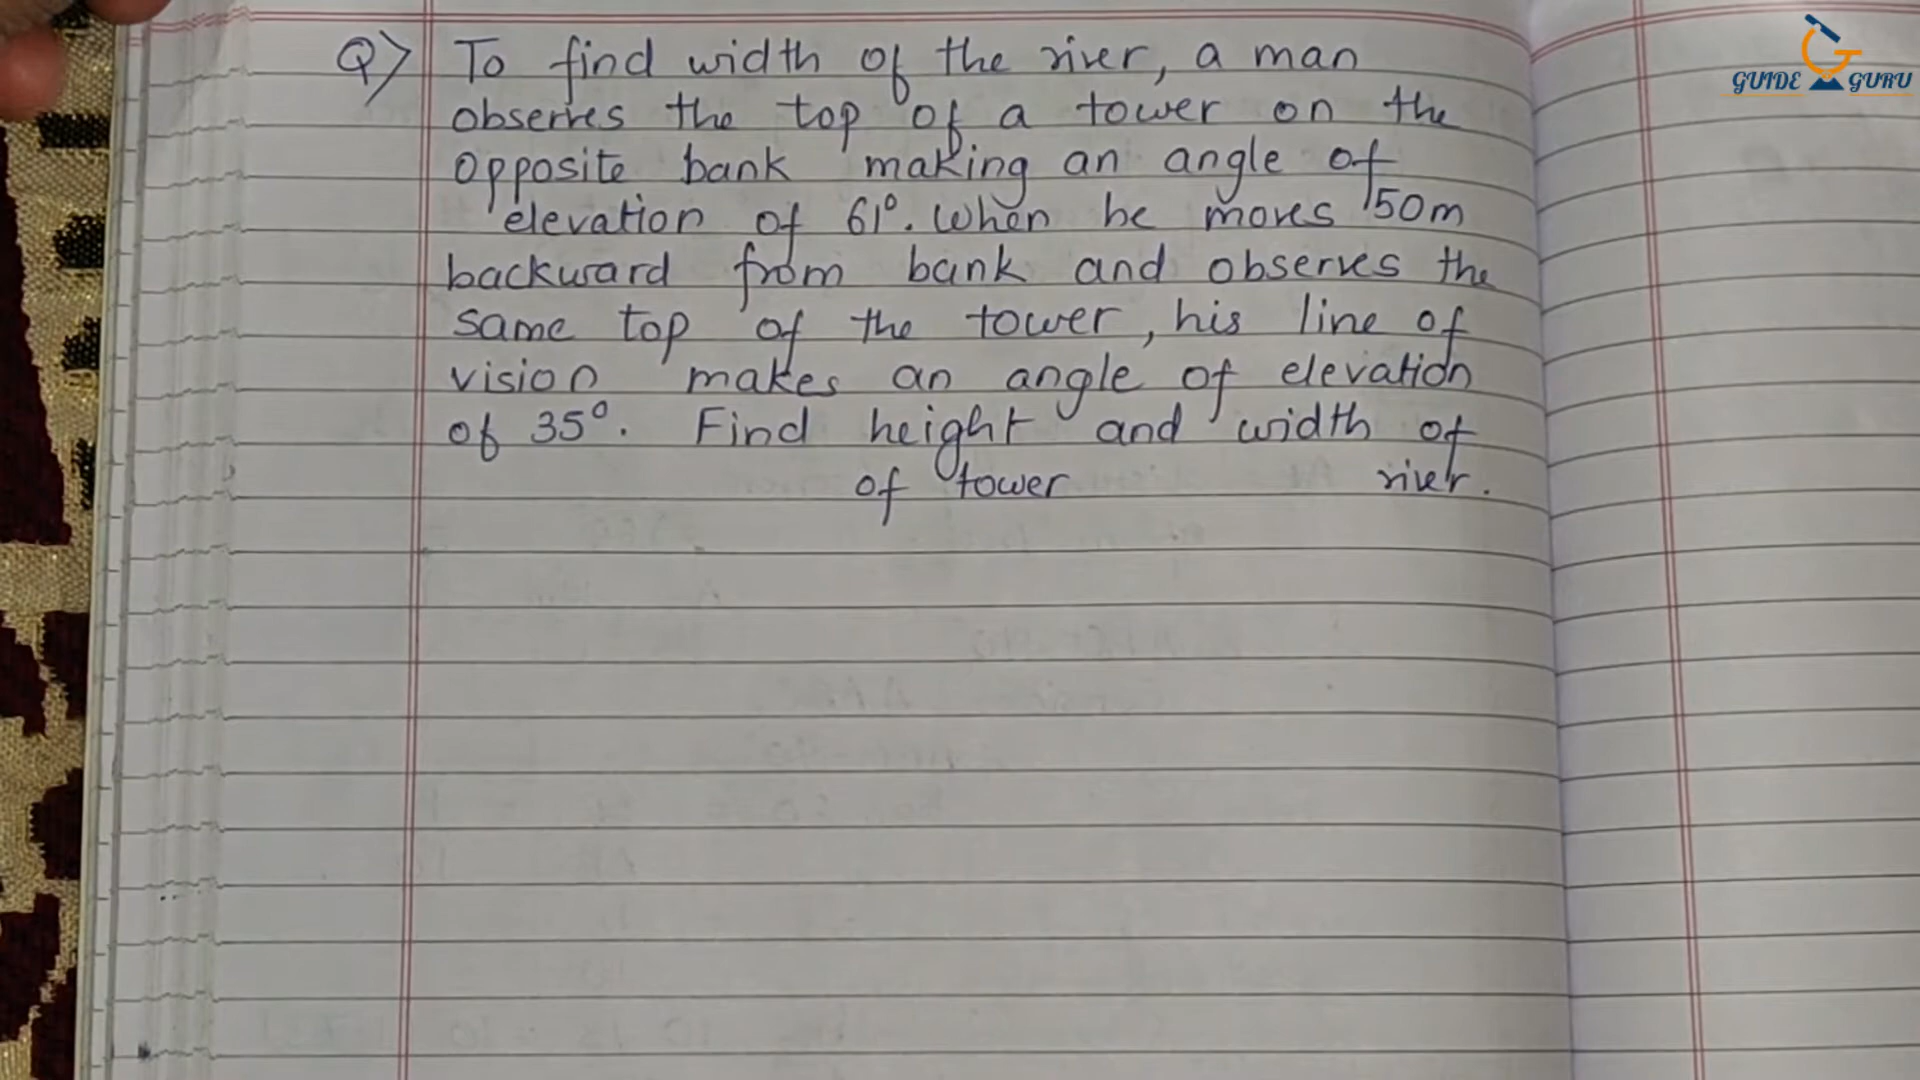 GUIDE GURU
Q) To find width of the river, a man
observes the top of a tower on the
opposite bank making an angle of
elevation of 61°. When he moves 50m
backward from bank and observes the
same top of the tower, his line of
vision makes an angle of elevation
of 35°. Find height and width of
of tower river.